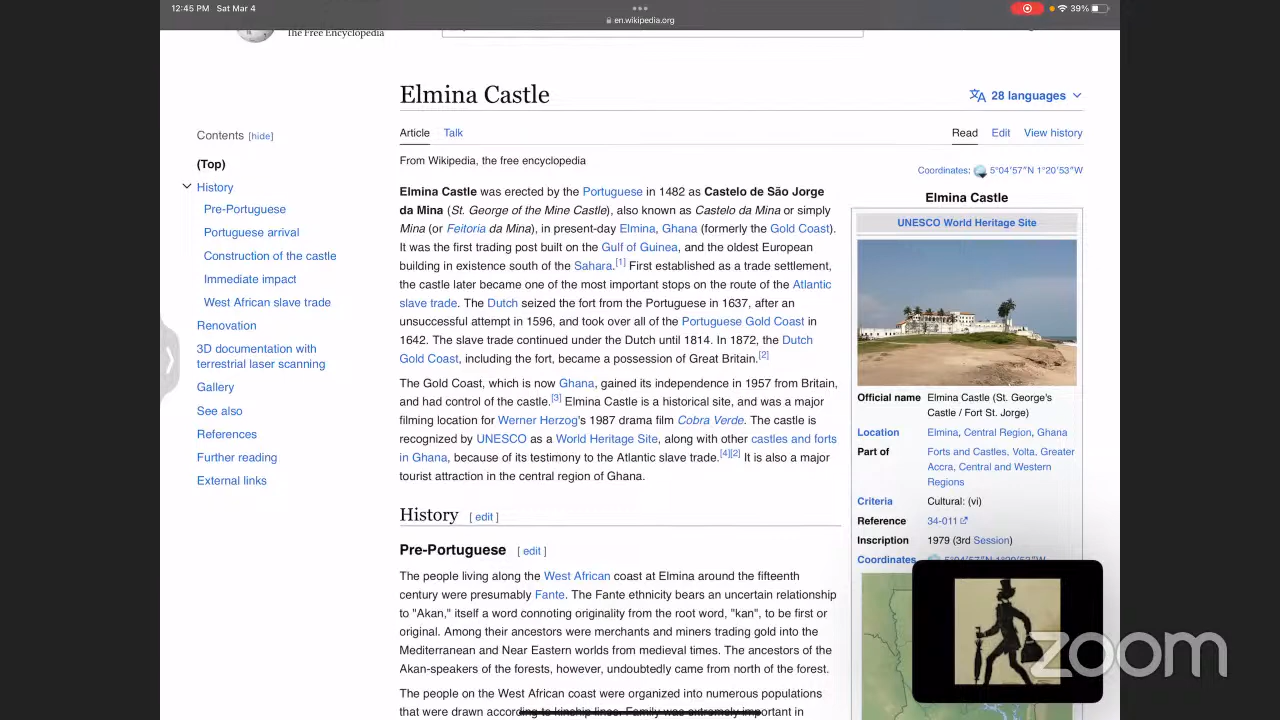 12:45 PM Sat Mar 4
39%
en.wikipedia.org
The Free Encyclopedia
Elmina Castle
28 languages
Article Talk
Read Edit View history
From Wikipedia, the free encyclopedia
Coordinates: 5°04′57″N 1°20′53″W
Contents [hide]
(Top)
History
Pre-Portuguese
Portuguese arrival
Construction of the castle
Immediate impact
West African slave trade
Renovation
3D documentation with
terrestrial laser scanning
Gallery
See also
References
Further reading
External links
Elmina Castle was erected by the Portuguese in 1482 as Castelo de São Jorge
da Mina (St. George of the Mine Castle), also known as Castelo da Mina or simply
Mina (or Feitoria da Mina), in present-day Elmina, Ghana (formerly the Gold Coast).
It was the first trading post built on the Gulf of Guinea, and the oldest European
building in existence south of the Sahara.[1] First established as a trade settlement,
the castle later became one of the most important stops on the route of the Atlantic
slave trade. The Dutch seized the fort from the Portuguese in 1637, after an
unsuccessful attempt in 1596, and took over all of the Portuguese Gold Coast in
1642. The slave trade continued under the Dutch until 1814. In 1872, the Dutch
Gold Coast, including the fort, became a possession of Great Britain.[2]
The Gold Coast, which is now Ghana, gained its independence in 1957 from Britain,
and had control of the castle.[3] Elmina Castle is a historical site, and was a major
filming location for Werner Herzog's 1987 drama film Cobra Verde. The castle is
recognized by UNESCO as a World Heritage Site, along with other castles and forts
in Ghana, because of its testimony to the Atlantic slave trade.[4][2] It is also a major
tourist attraction in the central region of Ghana.
History [ edit ]
Pre-Portuguese [ edit ]
The people living along the West African coast at Elmina around the fifteenth
century were presumably Fante. The Fante ethnicity bears an uncertain relationship
to "Akan," itself a word connoting originality from the root word, "kan", to be first or
original. Among their ancestors were merchants and miners trading gold into the
Mediterranean and Near Eastern worlds from medieval times. The ancestors of the
Akan-speakers of the forests, however, undoubtedly came from north of the forest.
The people on the West African coast were organized into numerous populations
that were drawn according to kinship lines. Family was extremely important in
Elmina Castle
UNESCO World Heritage Site
Official name Elmina Castle (St. George's
Castle / Fort St. Jorge)
Location Elmina, Central Region, Ghana
Part of Forts and Castles, Volta, Greater
Accra, Central and Western
Regions
Criteria Cultural: (vi)
Reference 34-011
Inscription 1979 (3rd Session)
Coordinates 5°04′57″N 1°20′53″W
zoom